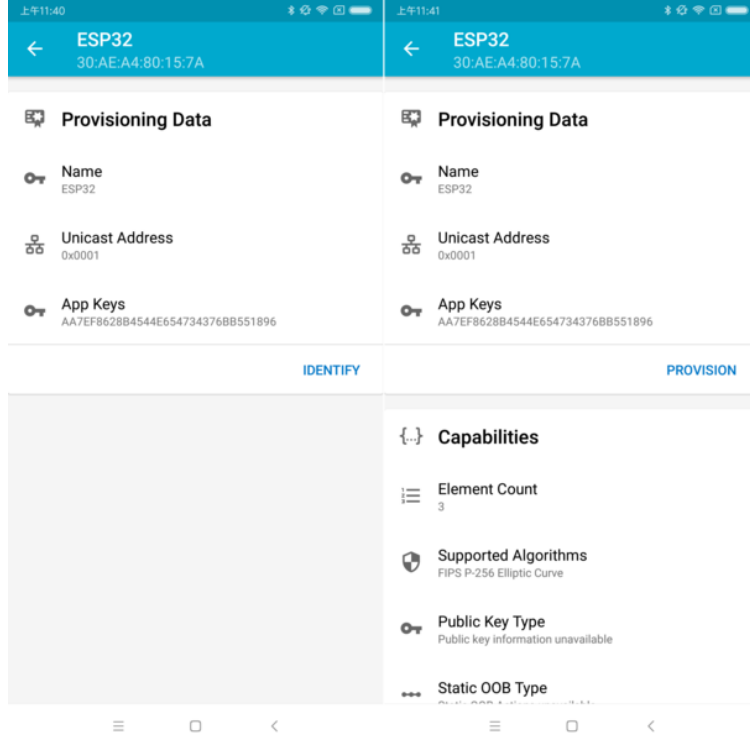 上午11:40
ESP32
30:AE:A4:80:15:7A
Provisioning Data
Name
ESP32
Unicast Address
0x0001
App Keys
AA7EF8628B4544E654734376BB551896
IDENTIFY
上午11:41
ESP32
30:AE:A4:80:15:7A
Provisioning Data
Name
ESP32
Unicast Address
0x0001
App Keys
AA7EF8628B4544E654734376BB551896
PROVISION
Capabilities
Element Count
3
Supported Algorithms
FIPS P-256 Elliptic Curve
Public Key Type
Public key information unavailable
Static OOB Type